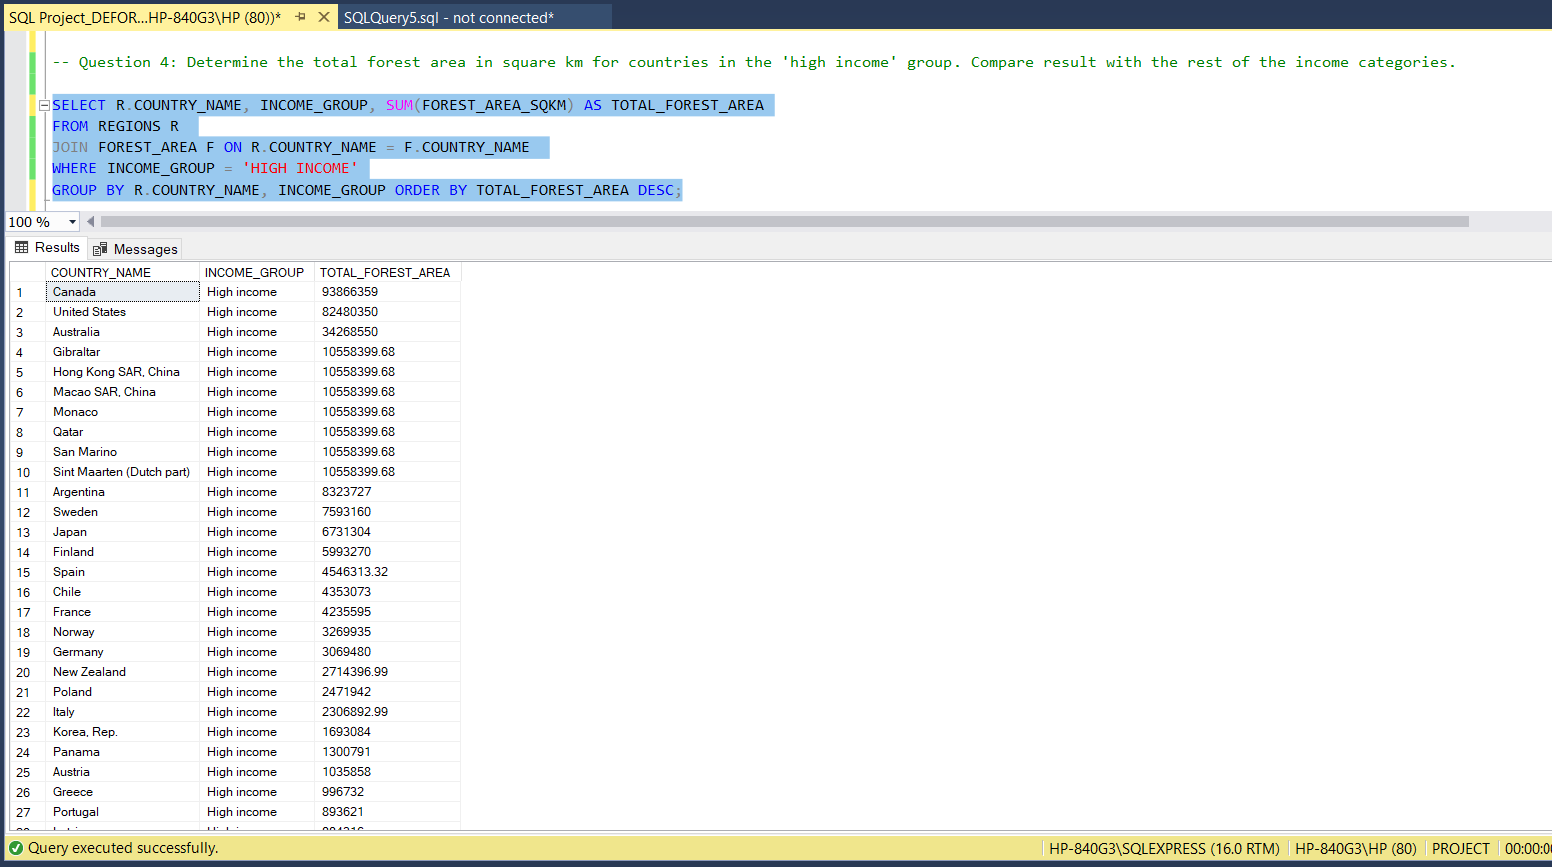 SQL Project_DEFOR...HP-840G3\HP (80))* SQLQuery5.sql - not connected*
-- Question 4: Determine the total forest area in square km for countries in the 'high income' group. Compare result with the rest of the income categories.
SELECT R.COUNTRY_NAME, INCOME_GROUP, SUM(FOREST_AREA_SQKM) AS TOTAL_FOREST_AREA
FROM REGIONS R
JOIN FOREST_AREA F ON R.COUNTRY_NAME = F.COUNTRY_NAME
WHERE INCOME_GROUP = 'HIGH INCOME'
GROUP BY R.COUNTRY_NAME, INCOME_GROUP ORDER BY TOTAL_FOREST_AREA DESC;
100 %
Results Messages
COUNTRY_NAME INCOME_GROUP TOTAL_FOREST_AREA
1 Canada High income 93866359
2 United States High income 82480350
3 Australia High income 34268550
4 Gibraltar High income 10558399.68
5 Hong Kong SAR, China High income 10558399.68
6 Macao SAR, China High income 10558399.68
7 Monaco High income 10558399.68
8 Qatar High income 10558399.68
9 San Marino High income 10558399.68
10 Sint Maarten (Dutch part) High income 10558399.68
11 Argentina High income 8323727
12 Sweden High income 7593160
13 Japan High income 6731304
14 Finland High income 5993270
15 Spain High income 4546313.32
16 Chile High income 4353073
17 France High income 4235595
18 Norway High income 3269935
19 Germany High income 3069480
20 New Zealand High income 2714396.99
21 Poland High income 2471942
22 Italy High income 2306892.99
23 Korea, Rep. High income 1693084
24 Panama High income 1300791
25 Austria High income 1035858
26 Greece High income 996732
27 Portugal High income 893621
Query executed successfully. HP-840G3\SQLEXPRESS (16.0 RTM) HP-840G3\HP (80) PROJECT 00:00:0